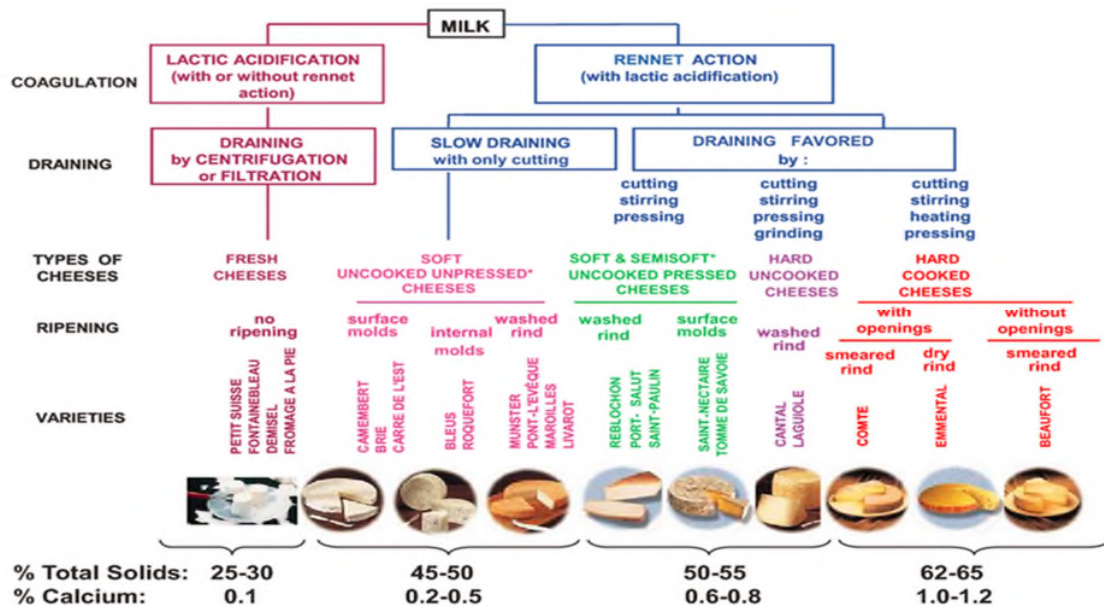 MILK
LACTIC ACIDIFICATION
(with or without rennet
action)
RENNET ACTION
(with lactic acidification)
COAGULATION
DRAINING
by CENTRIFUGATION
or FILTRATION
SLOW DRAINING
with only cutting
DRAINING FAVORED
by :
DRAINING
cutting
stirring
pressing
cutting
stirring
pressing
grinding
cutting
stirring
heating
pressing
TYPES OF
CHEESES
FRESH
CHEESES
SOFT
UNCOOKED UNPRESSED*
CHEESES
SOFT & SEMISOFT*
UNCOOKED PRESSED
CHEESES
HARD
UNCOOKED
CHEESES
HARD
COOKED
CHEESES
RIPENING
no
ripening
surface
molds
internal
molds
washed
rind
washed
rind
surface
molds
washed
rind
with
openings
without
openings
smeared
rind
dry
rind
smeared
rind
VARIETIES
PETIT SUISSE
FONTAINEBLEAU
DEMISEL
FROMAGE A LA PIE
CAMEMBERT
BRIE
CARRE DE L'EST
BLEUS
ROQUEFORT
MUNSTER
PONT-L'EVÉQUE
MAROILLES
LIVAROT
REBLOCHON
PORT- SALUT
SAINT-PAULIN
SAINT-NECTAIRE
TOMME DE SAVOIE
CANTAL
LAGUIOLE
COMTE
EMMENTAL
BEAUFORT
% Total Solids: 25-30 45-50 50-55 62-65
% Calcium: 0.1 0.2-0.5 0.6-0.8 1.0-1.2